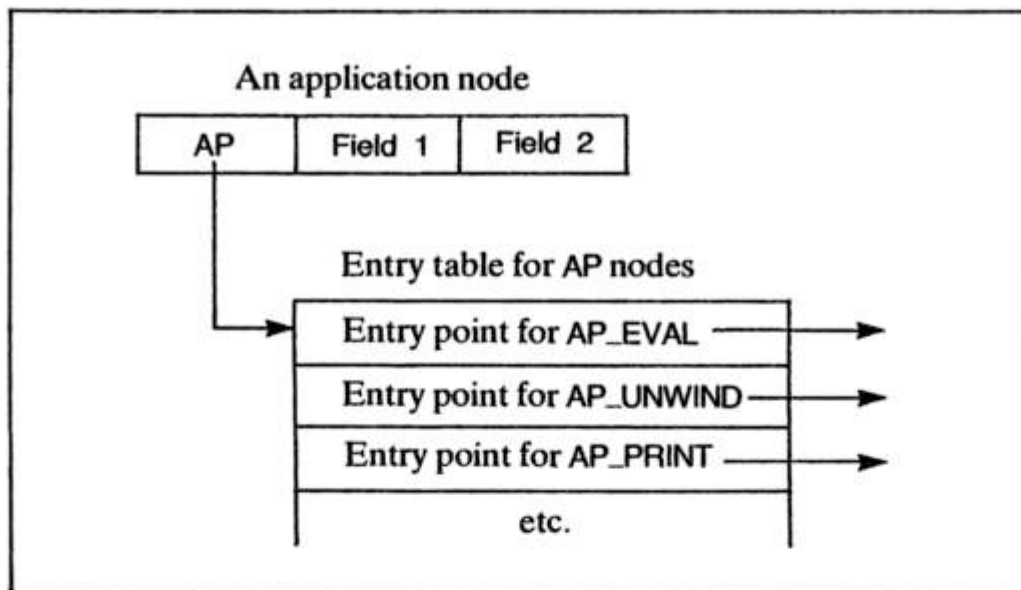 An application node
AP Field 1 Field 2
Entry table for AP nodes
Entry point for AP_EVAL
Entry point for AP_UNWIND
Entry point for AP_PRINT
etc.